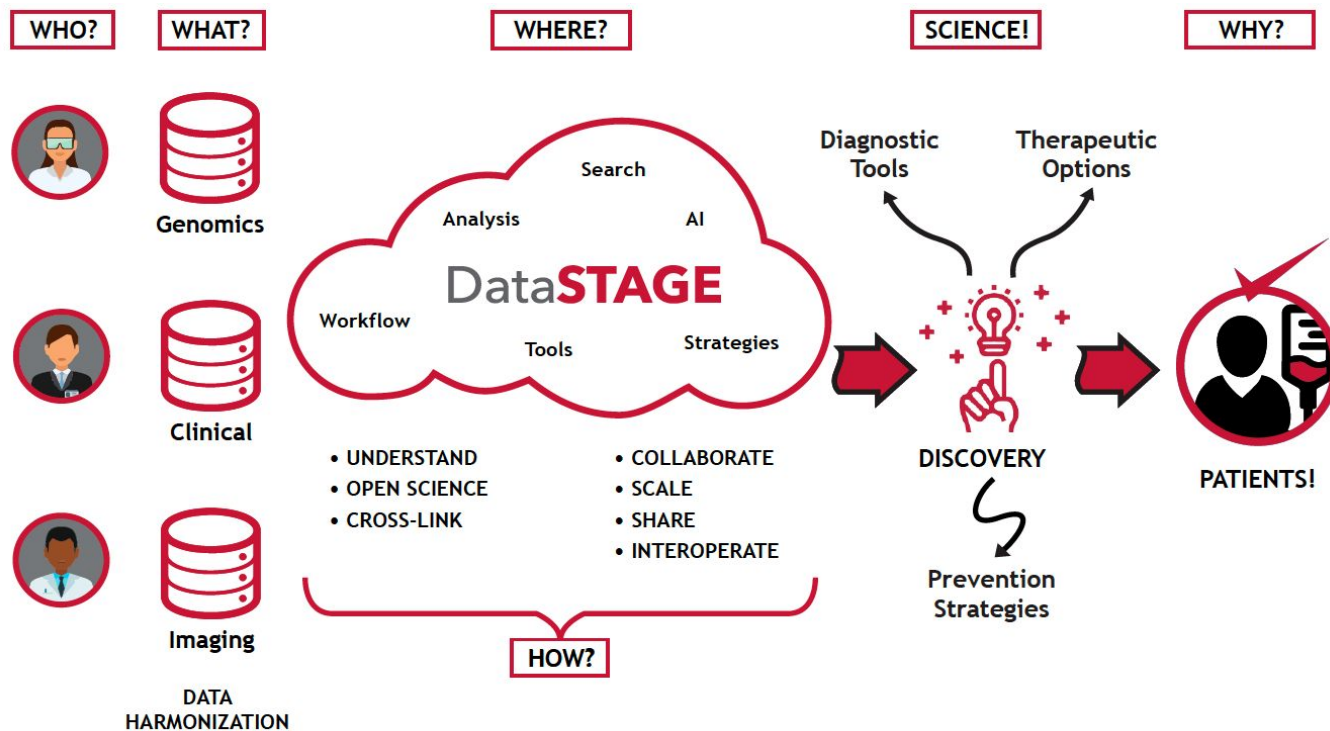 WHO?
WHAT?
WHERE?
SCIENCE!
WHY?
Genomics
Clinical
Imaging
DATA
HARMONIZATION
Search
Analysis
AI
DataSTAGE
Workflow
Tools
Strategies
• UNDERSTAND
• OPEN SCIENCE
• CROSS-LINK
• COLLABORATE
• SCALE
• SHARE
• INTEROPERATE
HOW?
Diagnostic
Tools
Therapeutic
Options
DISCOVERY
Prevention
Strategies
PATIENTS!